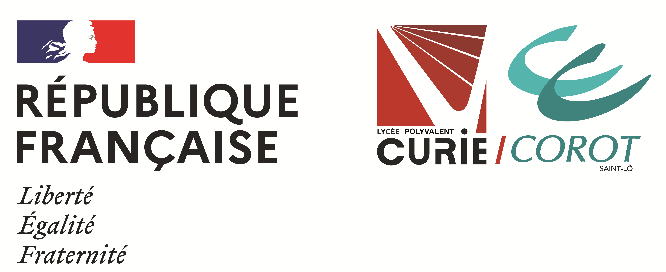 RÉPUBLIQUE
FRANÇAISE
Liberté
Égalité
Fraternité
LYCÉE POLYVALENT
CURIE / COROT
SAINT-LÔ